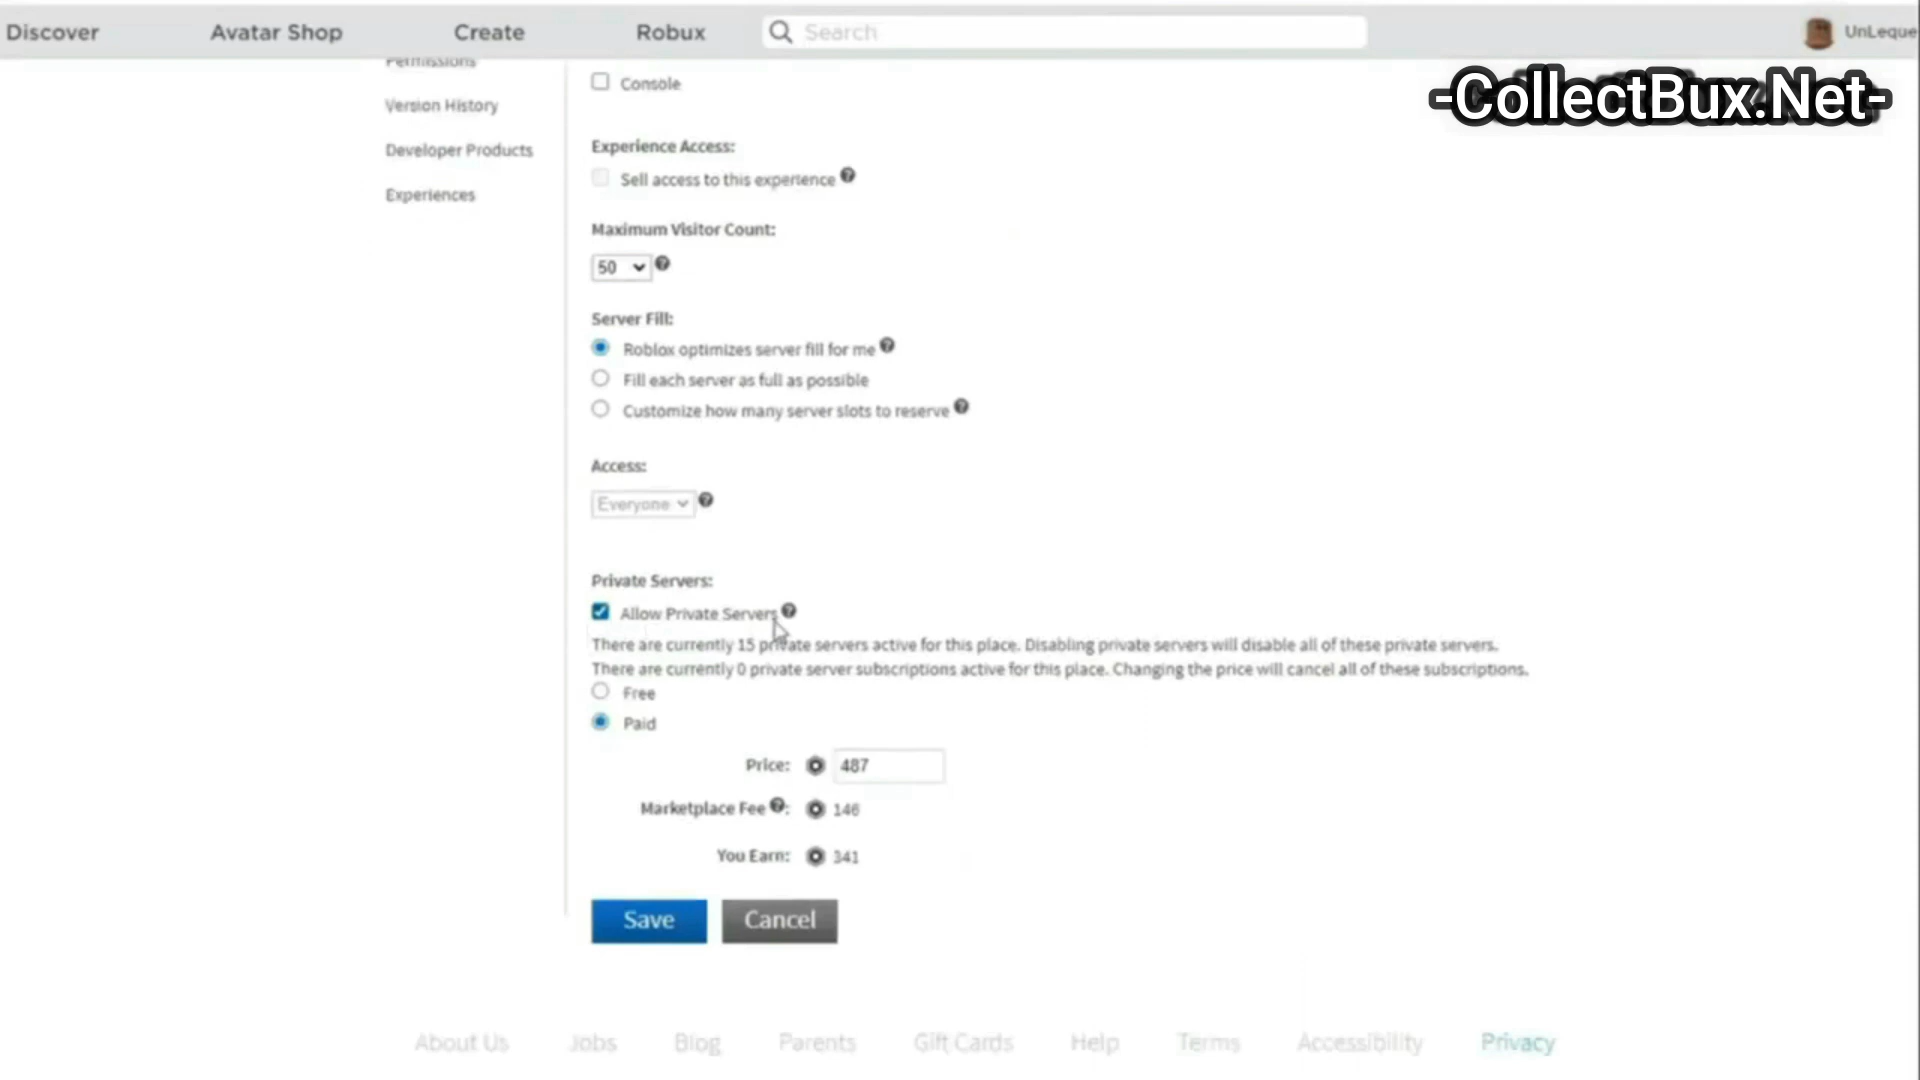 Discover Avatar Shop Create Robux Search UnLeque
-CollectBux.Net-
Permissions
Console
Version History
Experience Access:
Developer Products
Sell access to this experience
Experiences
Maximum Visitor Count:
50
Server Fill:
Roblox optimizes server fill for me
Fill each server as full as possible
Customize how many server slots to reserve
Access:
Everyone
Private Servers:
Allow Private Servers
There are currently 15 private servers active for this place. Disabling private servers will disable all of these private servers.
There are currently 0 private server subscriptions active for this place. Changing the price will cancel all of these subscriptions.
Free
Paid
Price: 487
Marketplace Fee : 146
You Earn: 341
Save Cancel
About Us Jobs Blog Parents Gift Cards Help Terms Accessibility Privacy